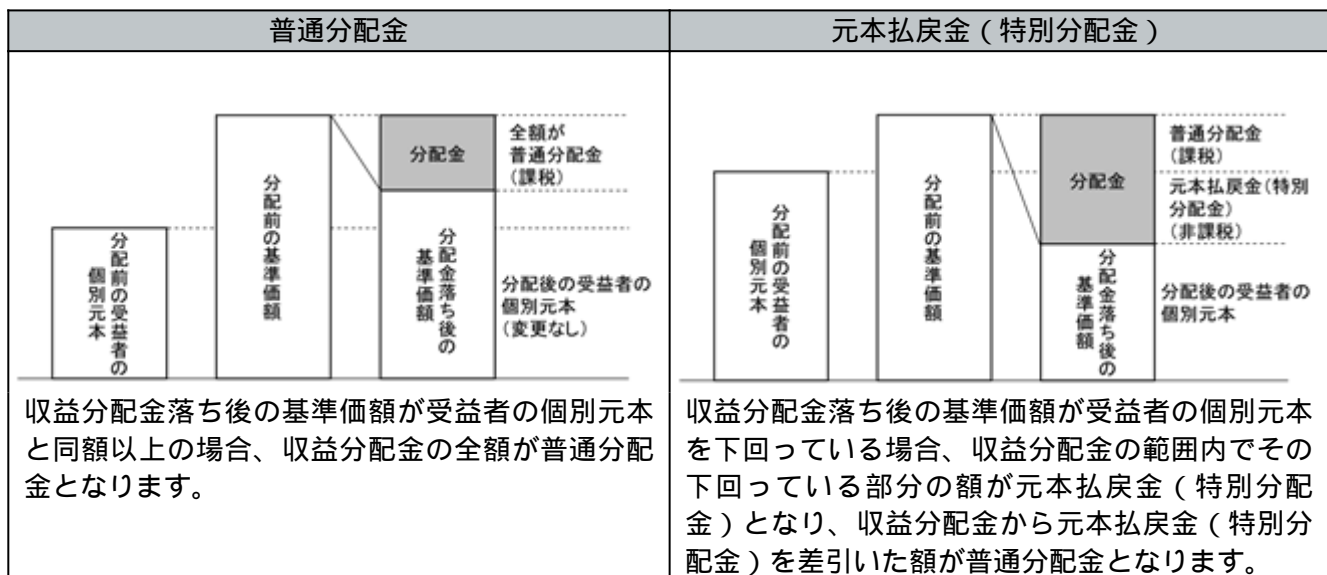 普通分配金
分配前の受益者の
個別元本
分配前の基準価額
分配金
分配金落ち後の
基準価額
全額が
普通分配金
(課税)
分配後の受益者の
個別元本
(変更なし)
収益分配金落ち後の基準価額が受益者の個別元本
と同額以上の場合、収益分配金の全額が普通分配
金となります。
元本払戻金(特別分配金)
分配前の受益者の
個別元本
分配前の基準価額
分配金
分配金落ち後の
基準価額
普通分配金
(課税)
元本払戻金(特別
分配金)
(非課税)
分配後の受益者の
個別元本
収益分配金落ち後の基準価額が受益者の個別元本
を下回っている場合、収益分配金の範囲内でその
下回っている部分の額が元本払戻金(特別分配
金)となり、収益分配金から元本払戻金(特別分
配金)を差引いた額が普通分配金となります。